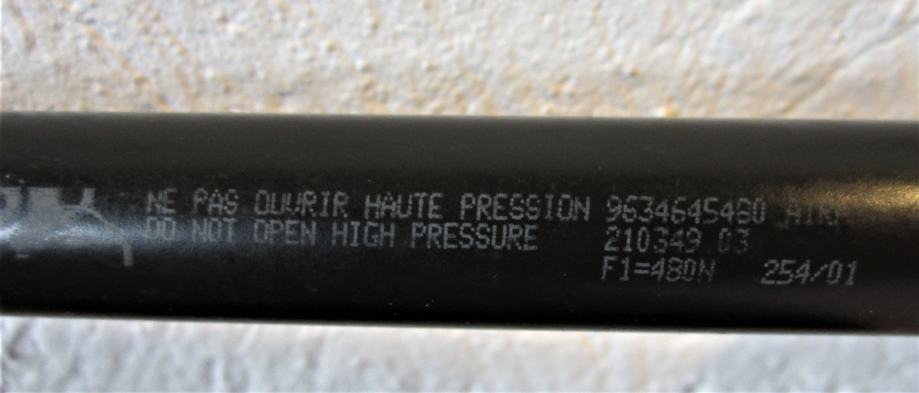 NE PAS OUVRIR HAUTE PRESSION 9634645480
DO NOT OPEN HIGH PRESSURE 210349 03
F1=480N 254/01